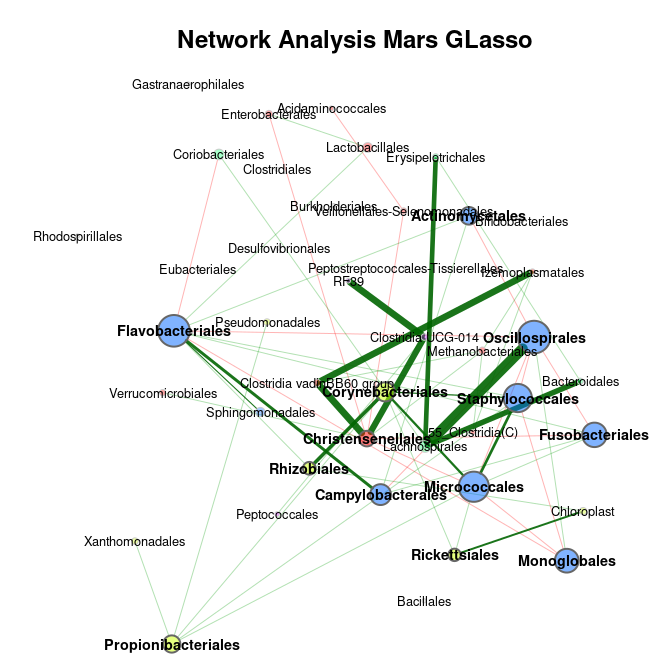 Network Analysis Mars GLasso
Gastranaerophilales
Acidaminococcales
Enterobacterales
Lactobacillales
Coriobacteriales
Erysipelotrichales
Clostridiales
Burkholderiales
Veillonellales-Selenomonadales
Actinomycetales
Bifidobacteriales
Rhodospirillales
Desulfovibrionales
Eubacteriales
Peptostreptococcales-Tissierellales
Izemoplasmatales
RF39
Pseudomonadales
Flavobacteriales
Clostridia UCG-014
Oscillospirales
Methanobacteriales
Clostridia vadinBB60 group
Bacteroidales
Verrucomicrobiales
Corynebacteriales
Staphylococcales
Sphingomonadales
55_Clostridia(C)
Fusobacteriales
Christensenellales
Lachnospirales
Rhizobiales
Micrococcales
Campylobacterales
Peptococcales
Chloroplast
Xanthomonadales
Rickettsiales
Monoglobales
Bacillales
Propionibacteriales